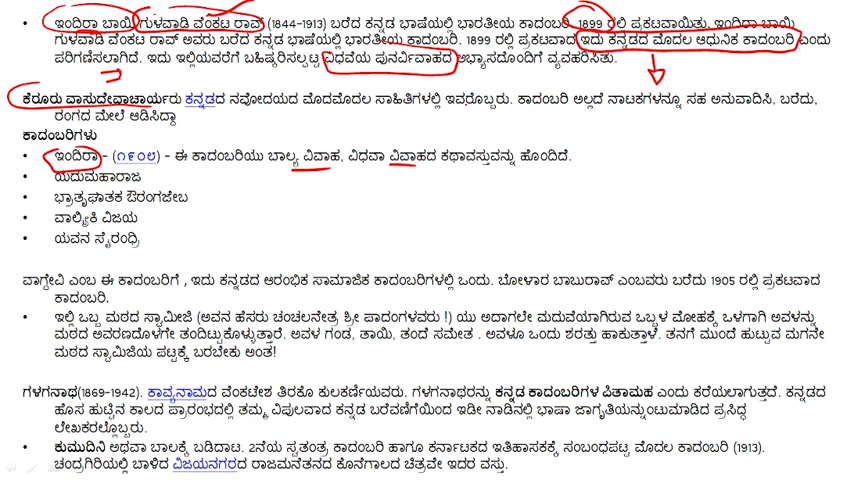 • ಇಂದಿರಾ ಬಾಯಿ ಗುಳವಾಡಿ ವೆಂಕಟ ರಾವ್ (1844-1913) ಬರೆದ ಕನ್ನಡ ಭಾಷೆಯಲ್ಲಿ ಭಾರತೀಯ ಕಾದಂಬರಿ. 1899 ರಲ್ಲಿ ಪ್ರಕಟವಾಯಿತು. ಇಂದಿರಾ ಬಾಯಿ
ಗುಳವಾಡಿ ವೆಂಕಟ ರಾವ್ ಅವರು ಬರೆದ ಕನ್ನಡ ಭಾಷೆಯಲ್ಲಿ ಭಾರತೀಯ ಕಾದಂಬರಿ. 1899 ರಲ್ಲಿ ಪ್ರಕಟವಾದ ಇದು ಕನ್ನಡದ ಮೊದಲ ಆಧುನಿಕ ಕಾದಂಬರಿ ಎಂದು
ಪರಿಗಣಿಸಲಾಗಿದೆ. ಇದು ಇಲ್ಲಿಯವರೆಗೆ ಬಹಿಷ್ಕರಿಸಲ್ಪಟ್ಟ ವಿಧವೆಯ ಪುನರ್ವಿವಾಹದ ಅಭ್ಯಾಸದೊಂದಿಗೆ ವ್ಯವಹರಿಸಿತು.
ಕೆರೂರು ವಾಸುದೇವಾಚಾರ್ಯರು ಕನ್ನಡದ ನವೋದಯದ ಮೊದಮೊದಲ ಸಾಹಿತಿಗಳಲ್ಲಿ ಇವರೊಬ್ಬರು. ಕಾದಂಬರಿ ಅಲ್ಲದೆ ನಾಟಕಗಳನ್ನೂ ಸಹ ಅನುವಾದಿಸಿ, ಬರೆದು,
ರಂಗದ ಮೇಲೆ ಆಡಿಸಿದ್ದಾ
ಕಾದಂಬರಿಗಳು
• ಇಂದಿರಾ - (೧೯೦೮) - ಈ ಕಾದಂಬರಿಯು ಬಾಲ್ಯ ವಿವಾಹ, ವಿಧವಾ ವಿವಾಹದ ಕಥಾವಸ್ತುವನ್ನು ಹೊಂದಿದೆ.
• ಯದುಮಹಾರಾಜ
• ಭ್ರಾತೃಘಾತಕ ಔರಂಗಜೇಬ
• ವಾಲ್ಮೀಕಿ ವಿಜಯ
• ಯವನ ಸೈರಂಧ್ರಿ
ವಾಗ್ದೇವಿ ಎಂಬ ಈ ಕಾದಂಬರಿಗೆ , ಇದು ಕನ್ನಡದ ಆರಂಭಿಕ ಸಾಮಾಜಿಕ ಕಾದಂಬರಿಗಳಲ್ಲಿ ಒಂದು. ಬೋಳಾರ ಬಾಬುರಾವ್ ಎಂಬವರು ಬರೆದು 1905 ರಲ್ಲಿ ಪ್ರಕಟವಾದ
ಕಾದಂಬರಿ.
• ಇಲ್ಲಿ ಒಬ್ಬ ಮಠದ ಸ್ವಾಮೀಜಿ (ಅವನ ಹೆಸರು ಚಂಚಲನೇತ್ರ ಶ್ರೀ ಪಾದಂಗಳವರು !) ಯು ಅದಾಗಲೇ ಮದುವೆಯಾಗಿರುವ ಒಬ್ಬಳ ಮೋಹಕ್ಕೆ ಒಳಗಾಗಿ ಅವಳನ್ನು
ಮಠದ ಆವರಣದೊಳಗೇ ತಂದಿಟ್ಟುಕೊಳ್ಳುತ್ತಾರೆ. ಅವಳ ಗಂಡ, ತಾಯಿ, ತಂದೆ ಸಮೇತ . ಅವಳೂ ಒಂದು ಶರತ್ತು ಹಾಕುತ್ತಾಳೆ. ತನಗೆ ಮುಂದೆ ಹುಟ್ಟುವ ಮಗನೇ
ಮಠದ ಸ್ವಾಮಿಜಿಯ ಪಟ್ಟಕ್ಕೆ ಬರಬೇಕು ಅಂತ!
ಗಳಗನಾಥ(1869-1942). ಕಾವ್ಯನಾಮದ ವೆಂಕಟೇಶ ತಿರಕೊ ಕುಲಕರ್ಣಿಯವರು. ಗಳಗನಾಥರನ್ನು ಕನ್ನಡ ಕಾದಂಬರಿಗಳ ಪಿತಾಮಹ ಎಂದು ಕರೆಯಲಾಗುತ್ತದೆ. ಕನ್ನಡದ
ಹೊಸ ಹುಟ್ಟಿನ ಕಾಲದ ಪ್ರಾರಂಭದಲ್ಲಿ ತಮ್ಮ ವಿಪುಲವಾದ ಕನ್ನಡ ಬರೆವಣಿಗೆಯಿಂದ ಇಡೀ ನಾಡಿನಲ್ಲಿ ಭಾಷಾ ಜಾಗೃತಿಯನ್ನುಂಟುಮಾಡಿದ ಪ್ರಸಿದ್ಧ
ಲೇಖಕರಲ್ಲೊಬ್ಬರು.
• ಕುಮುದಿನಿ ಅಥವಾ ಬಾಲಕ್ಕೆ ಬಡಿದಾಟ. 2ನೆಯ ಸ್ವತಂತ್ರ ಕಾದಂಬರಿ ಹಾಗೂ ಕರ್ನಾಟಕದ ಇತಿಹಾಸಕಕ್ಕೆ ಸಂಬಂಧಪಟ್ಟ ಮೊದಲ ಕಾದಂಬರಿ (1913).
ಚಂದ್ರಗಿರಿಯಲ್ಲಿ ಬಾಳಿದ ವಿಜಯನಗರದ ರಾಜಮನೆತನದ ಕೊನೆಗಾಲದ ಚಿತ್ರವೇ ಇದರ ವಸ್ತು.